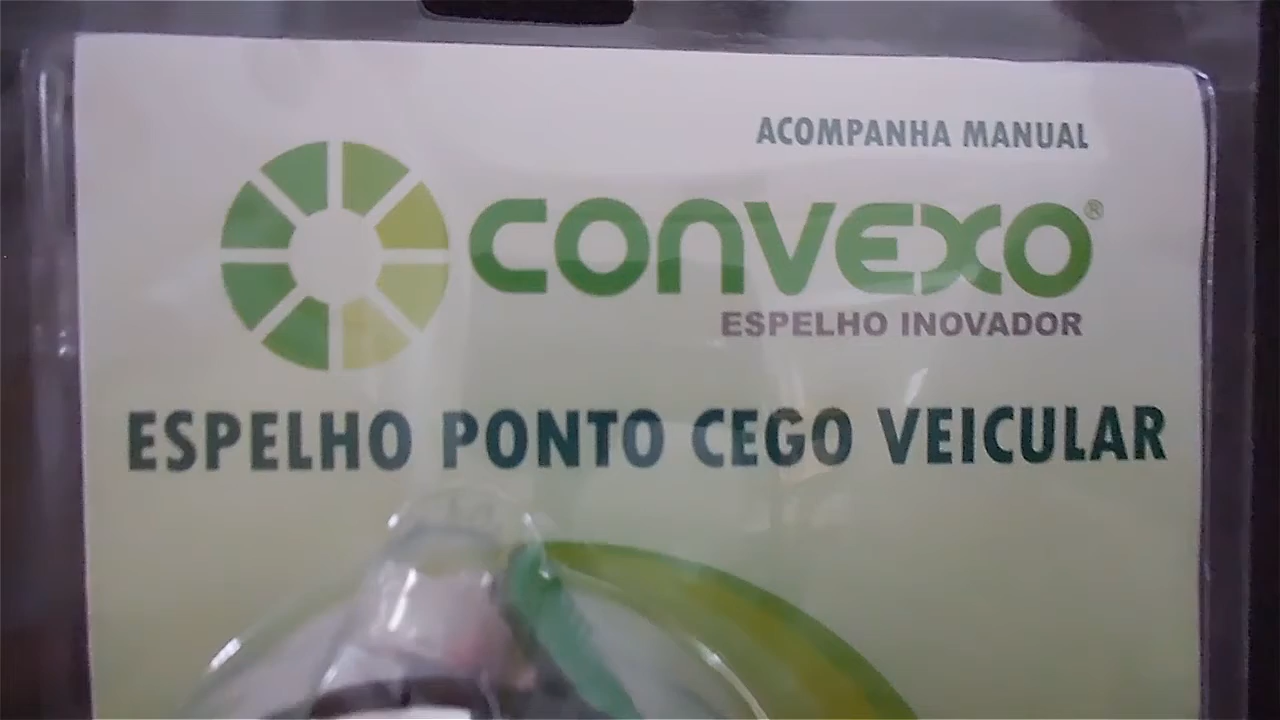 ACOMPANHA MANUAL
CONVEXO®
ESPELHO INOVADOR
ESPELHO PONTO CEGO VEICULAR